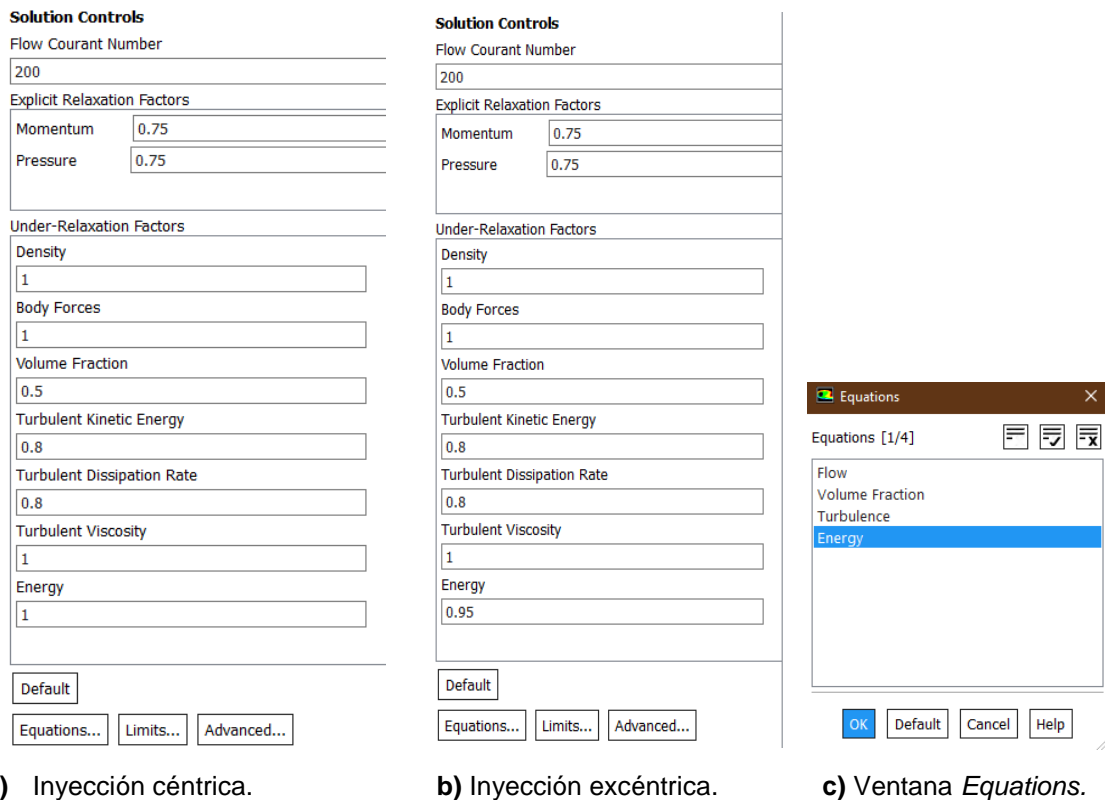 Solution Controls
Flow Courant Number
200
Explicit Relaxation Factors
Momentum 0.75
Pressure 0.75
Under-Relaxation Factors
Density
1
Body Forces
1
Volume Fraction
0.5
Turbulent Kinetic Energy
0.8
Turbulent Dissipation Rate
0.8
Turbulent Viscosity
1
Energy
1
Default
Equations... Limits... Advanced...
) Inyección céntrica.
Solution Controls
Flow Courant Number
200
Explicit Relaxation Factors
Momentum 0.75
Pressure 0.75
Under-Relaxation Factors
Density
1
Body Forces
1
Volume Fraction
0.5
Turbulent Kinetic Energy
0.8
Turbulent Dissipation Rate
0.8
Turbulent Viscosity
1
Energy
0.95
Default
Equations... Limits... Advanced...
b) Inyección excéntrica.
Equations
Equations [1/4]
Flow
Volume Fraction
Turbulence
Energy
OK Default Cancel Help
c) Ventana Equations.